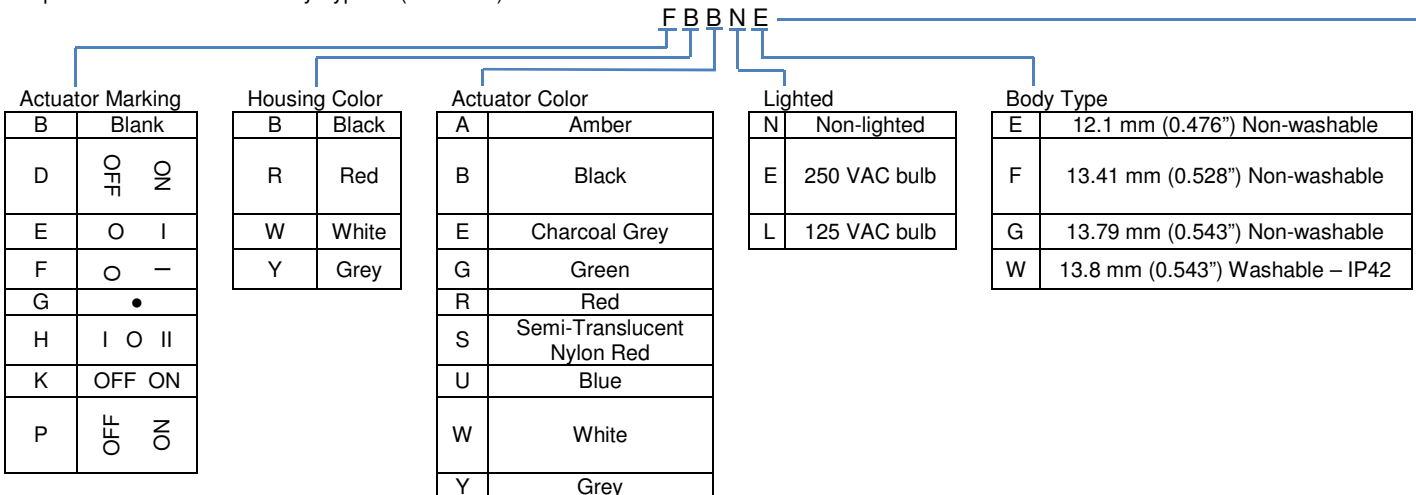 F B B N E
Actuator Marking
B Blank
D OFF ON
E O I
F O –
G ●
H I O II
K OFF ON
P OFF ON
Housing Color
B Black
R Red
W White
Y Grey
Actuator Color
A Amber
B Black
E Charcoal Grey
G Green
R Red
S Semi-Translucent
Nylon Red
U Blue
W White
Y Grey
Lighted
N Non-lighted
E 250 VAC bulb
L 125 VAC bulb
Body Type
E 12.1 mm (0.476”) Non-washable
F 13.41 mm (0.528”) Non-washable
G 13.79 mm (0.543”) Non-washable
W 13.8 mm (0.543”) Washable – IP42